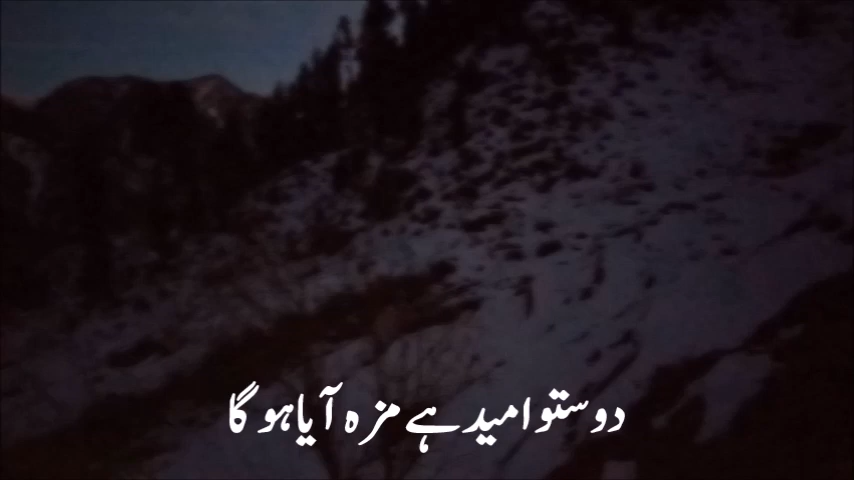 دوستو امید ہے مزہ آیا ہو گا